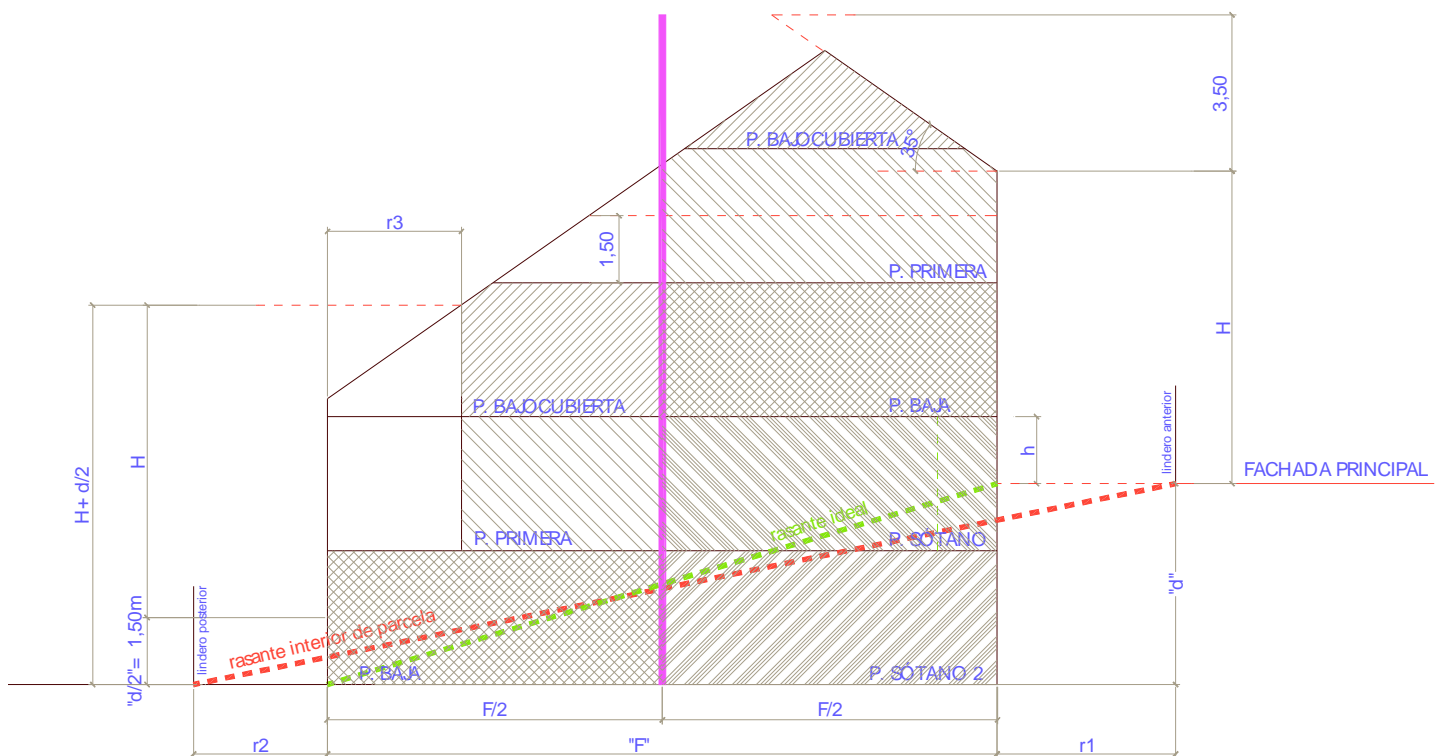 3,50
P. BAJOCUBIERTA
35°
r3
1,50
P. PRIMERA
H
H
H+ d/2
P. BAJOCUBIERTA
P. BAJA
h
lindero anterior
FACHADA PRINCIPAL
rasante ideal
P. PRIMERA
P. SÓTANO
"d"
"d/2"= 1,50m
lindero posterior
rasante interior de parcela
P. BAJA
P. SÓTANO 2
F/2
F/2
r2
"F"
r1